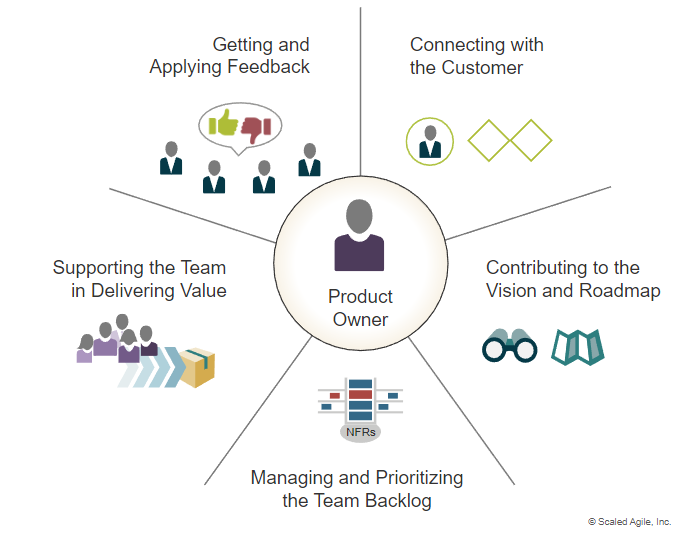 Getting and
Applying Feedback
Connecting with
the Customer
Supporting the Team
in Delivering Value
Product
Owner
Contributing to the
Vision and Roadmap
NFRs
Managing and Prioritizing
the Team Backlog
© Scaled Agile, Inc.